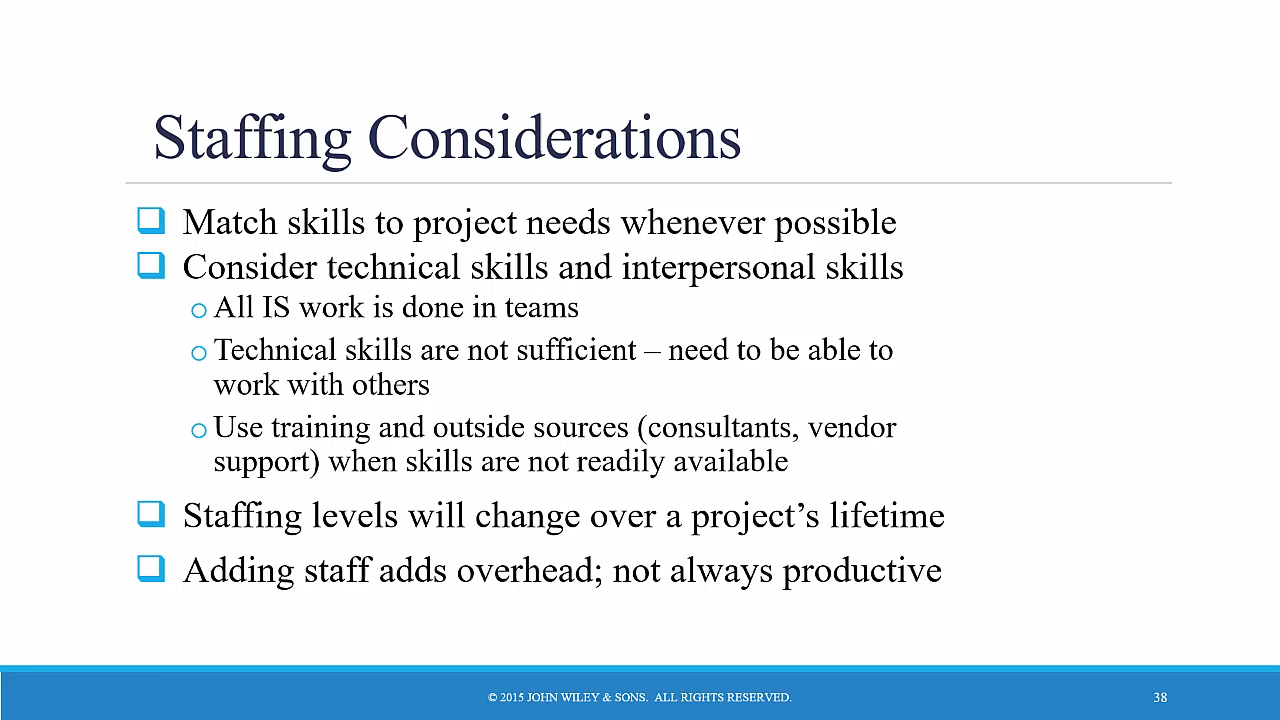 Staffing Considerations
❑ Match skills to project needs whenever possible
❑ Consider technical skills and interpersonal skills
o All IS work is done in teams
o Technical skills are not sufficient – need to be able to
work with others
o Use training and outside sources (consultants, vendor
support) when skills are not readily available
❑ Staffing levels will change over a project’s lifetime
❑ Adding staff adds overhead; not always productive
© 2015 JOHN WILEY & SONS. ALL RIGHTS RESERVED.
38